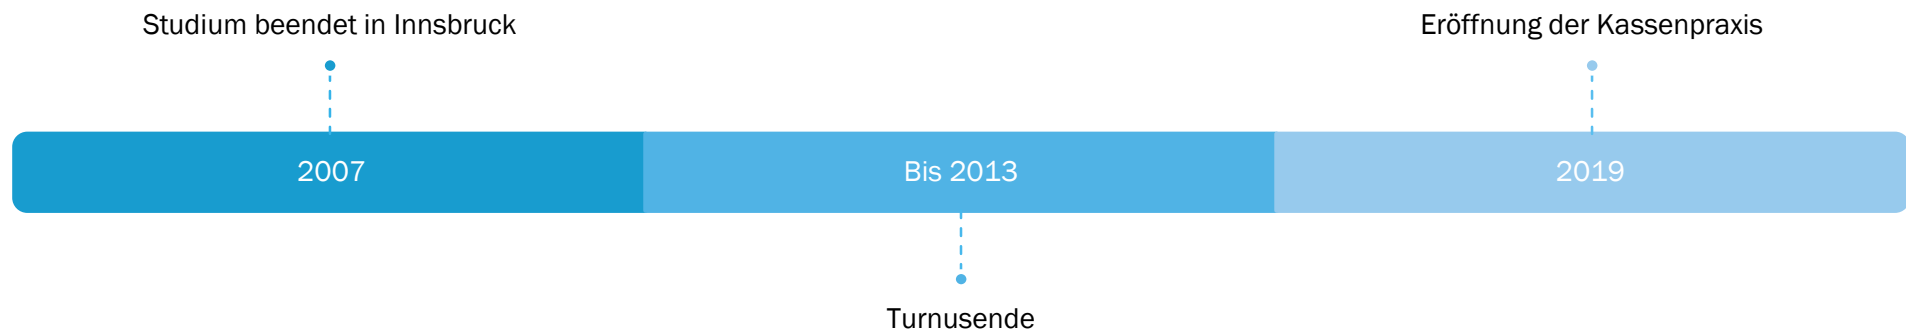 Studium beendet in Innsbruck
Eröffnung der Kassenpraxis
2007
Bis 2013
2019
Turnusende